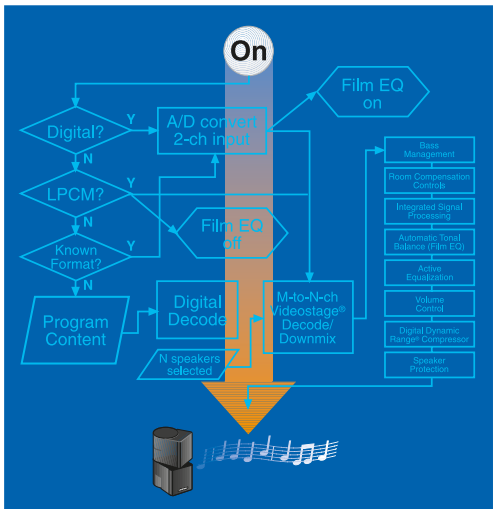 On
Film EQ
on
Digital?
Y
A/D convert
2-ch input
N
Bass
Management
LPCM?
Y
Room Compensation
Controls
Integrated Signal
Processing
N
Film EQ
off
Known
Format?
Y
Automatic Tonal
Balance (Film EQ)
Active
Equalization
N
Program
Content
Digital
Decode
M-to-N-ch
Videostage®
Decode/
Downmix
Volume
Control
Digital Dynamic
Range® Compressor
N speakers
selected
Speaker
Protection